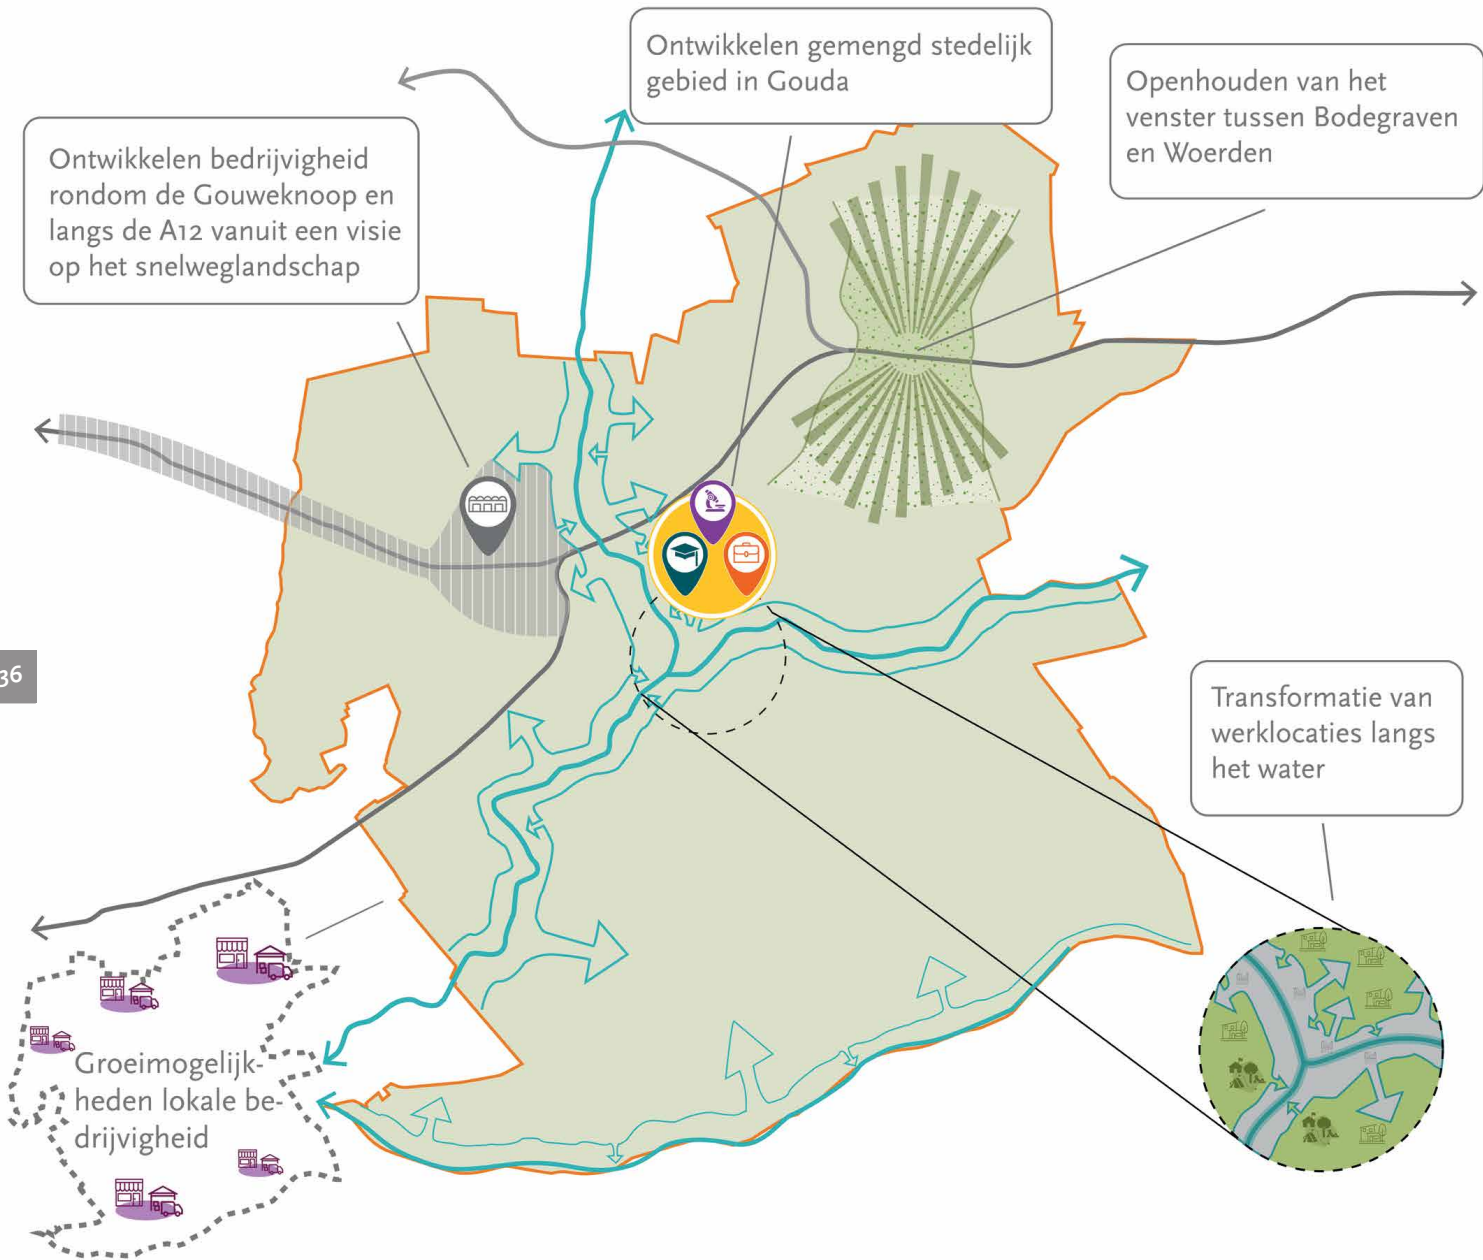 Ontwikkelen gemengd stedelijk
gebied in Gouda
Openhouden van het
venster tussen Bodegraven
en Woerden
Ontwikkelen bedrijvigheid
rondom de Gouweknoop en
langs de A12 vanuit een visie
op het snelweglandschap
36
Transformatie van
werklocaties langs
het water
Groeimogelijk-
heden lokale be-
drijvigheid